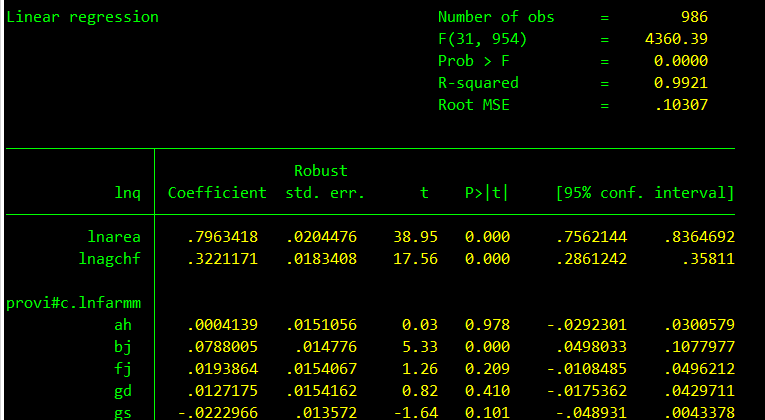 Linear regression Number of obs = 986
F(31, 954) = 4360.39
Prob > F = 0.0000
R-squared = 0.9921
Root MSE = .10307
Robust
lnq Coefficient std. err. t P>|t| [95% conf. interval]
lnarea .7963418 .0204476 38.95 0.000 .7562144 .8364692
lnagchf .3221171 .0183408 17.56 0.000 .2861242 .35811
provi#c.lnfarmm
ah .0004139 .0151056 0.03 0.978 -.0292301 .0300579
bj .0788005 .014776 5.33 0.000 .0498033 .1077977
fj .0193864 .0154067 1.26 0.209 -.0108485 .0496212
gd .0127175 .0154162 0.82 0.410 -.0175362 .0429711
gs -.0222966 .013572 -1.64 0.101 -.048931 .0043378